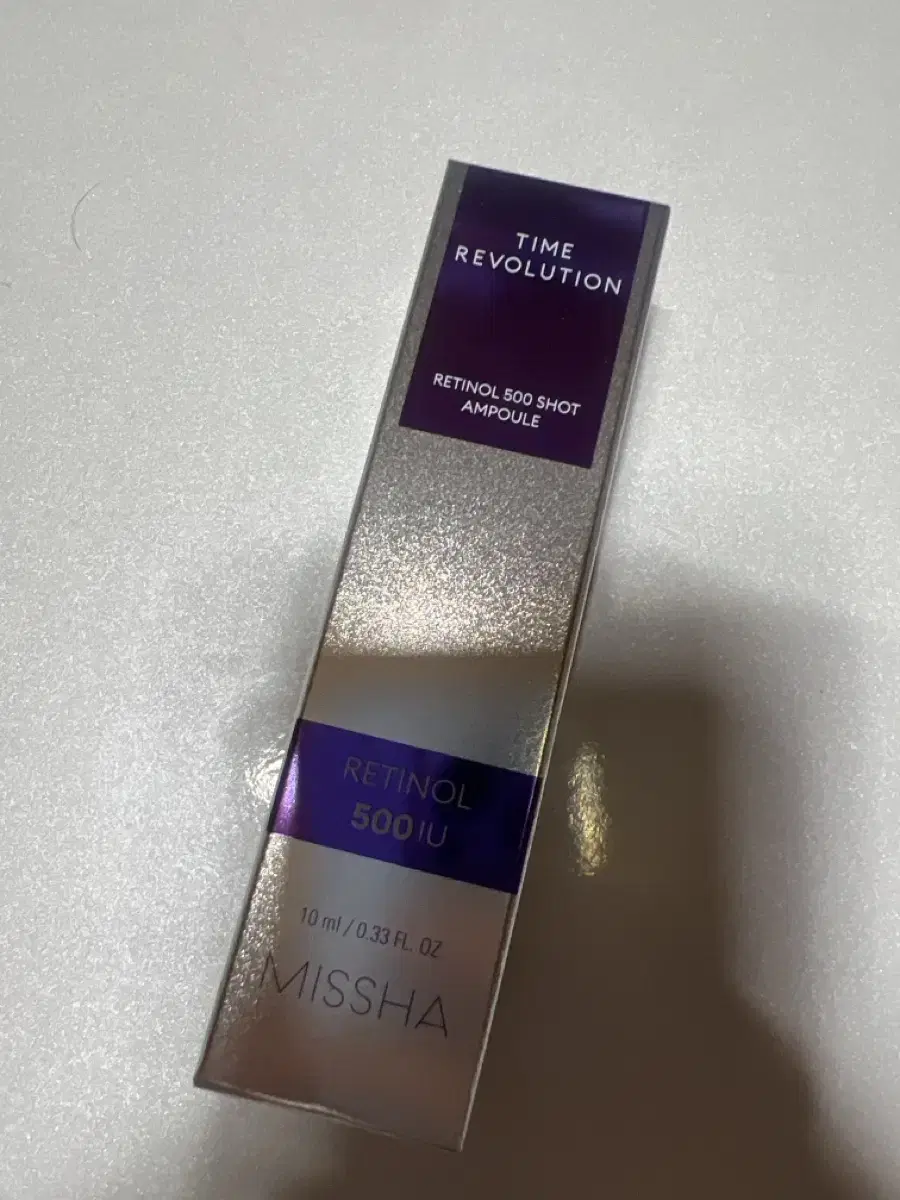 TIME
REVOLUTION
RETINOL 500 SHOT
AMPOULE
RETINOL
500 IU
10 ml / 0.33 FL. OZ
MISSHA